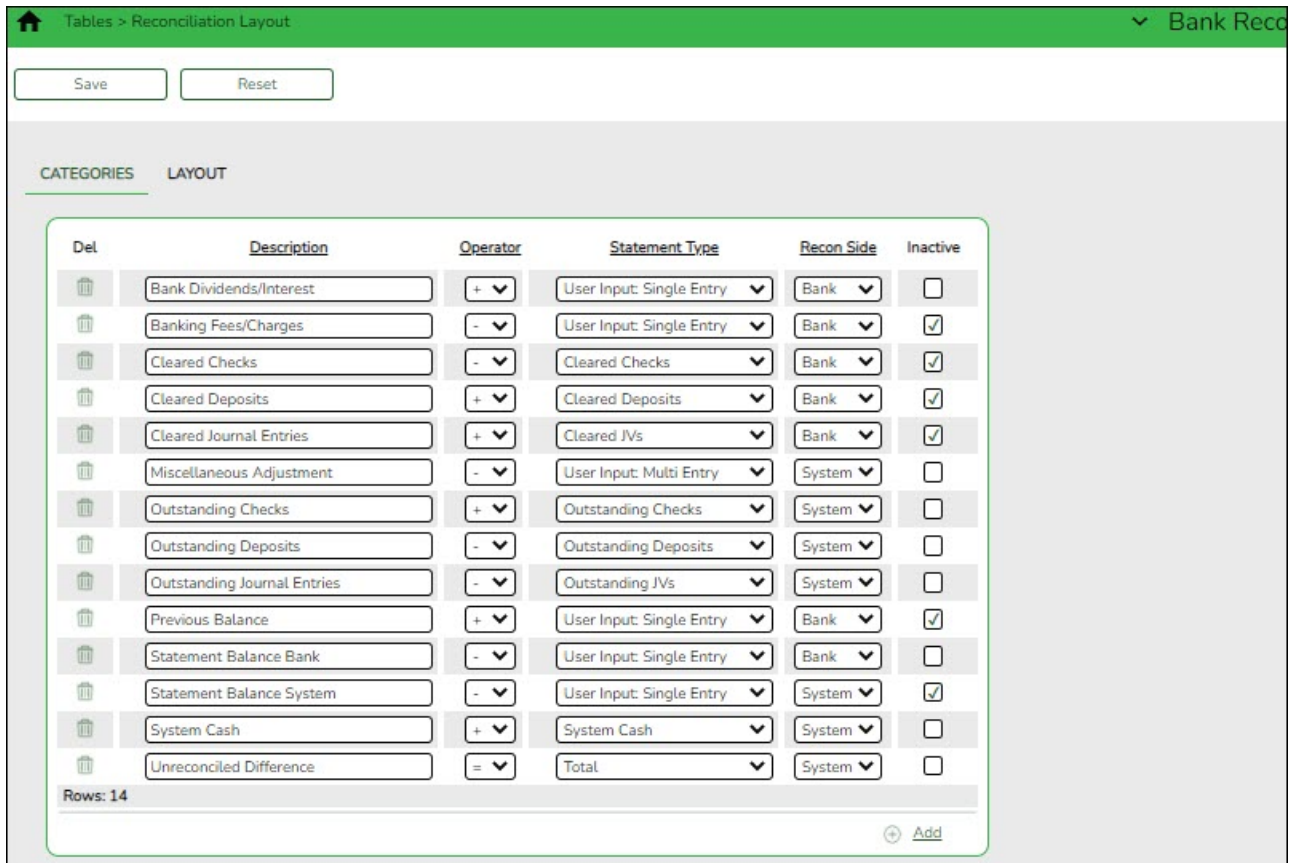 Tables > Reconciliation Layout Bank Reco
Save Reset
CATEGORIES LAYOUT
Del Description Operator Statement Type Recon Side Inactive
Bank Dividends/Interest + User Input: Single Entry Bank
Banking Fees/Charges - User Input: Single Entry Bank
Cleared Checks - Cleared Checks Bank
Cleared Deposits + Cleared Deposits Bank
Cleared Journal Entries + Cleared JVs Bank
Miscellaneous Adjustment - User Input: Multi Entry System
Outstanding Checks + Outstanding Checks System
Outstanding Deposits - Outstanding Deposits System
Outstanding Journal Entries - Outstanding JVs System
Previous Balance + User Input: Single Entry Bank
Statement Balance Bank - User Input: Single Entry Bank
Statement Balance System - User Input: Single Entry System
System Cash + System Cash System
Unreconciled Difference = Total System
Rows: 14
Add